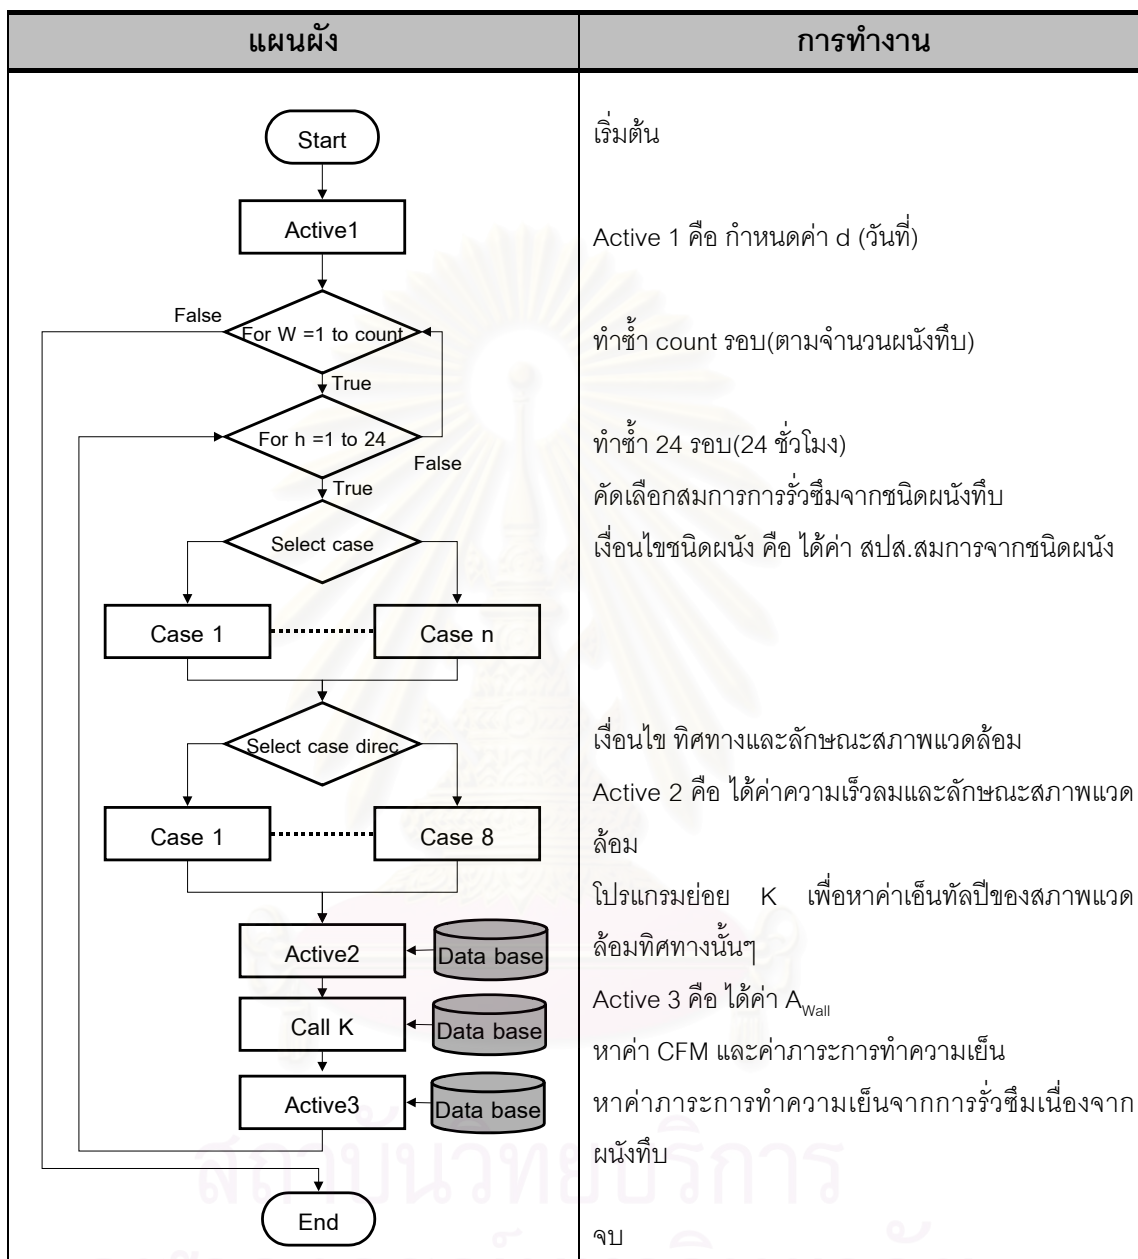 แผนผัง
การทำงาน
Start
Active1
False
For W =1 to count
True
For h =1 to 24
False
True
Select case
Case 1
Case n
Select case direc
Case 1
Case 8
Active2
Data base
Call K
Data base
Active3
Data base
End
เริ่มต้น
Active 1 คือ กำหนดค่า d (วันที่)
ทำซ้ำ count รอบ(ตามจำนวนผนังทึบ)
ทำซ้ำ 24 รอบ(24 ชั่วโมง)
คัดเลือกสมการการรั่วซึมจากชนิดผนังทึบ
เงื่อนไขชนิดผนัง คือ ได้ค่า สปส.สมการจากชนิดผนัง
เงื่อนไข ทิศทางและลักษณะสภาพแวดล้อม
Active 2 คือ ได้ค่าความเร็วลมและลักษณะสภาพแวด
ล้อม
โปรแกรมย่อย K เพื่อหาค่าเอ็นทัลปีของสภาพแวด
ล้อมทิศทางนั้นๆ
Active 3 คือ ได้ค่า AWall
หาค่า CFM และค่าภาระการทำความเย็น
หาค่าภาระการทำความเย็นจากการรั่วซึมเนื่องจาก
ผนังทึบ
จบ
สถาบันวิทยบริการ